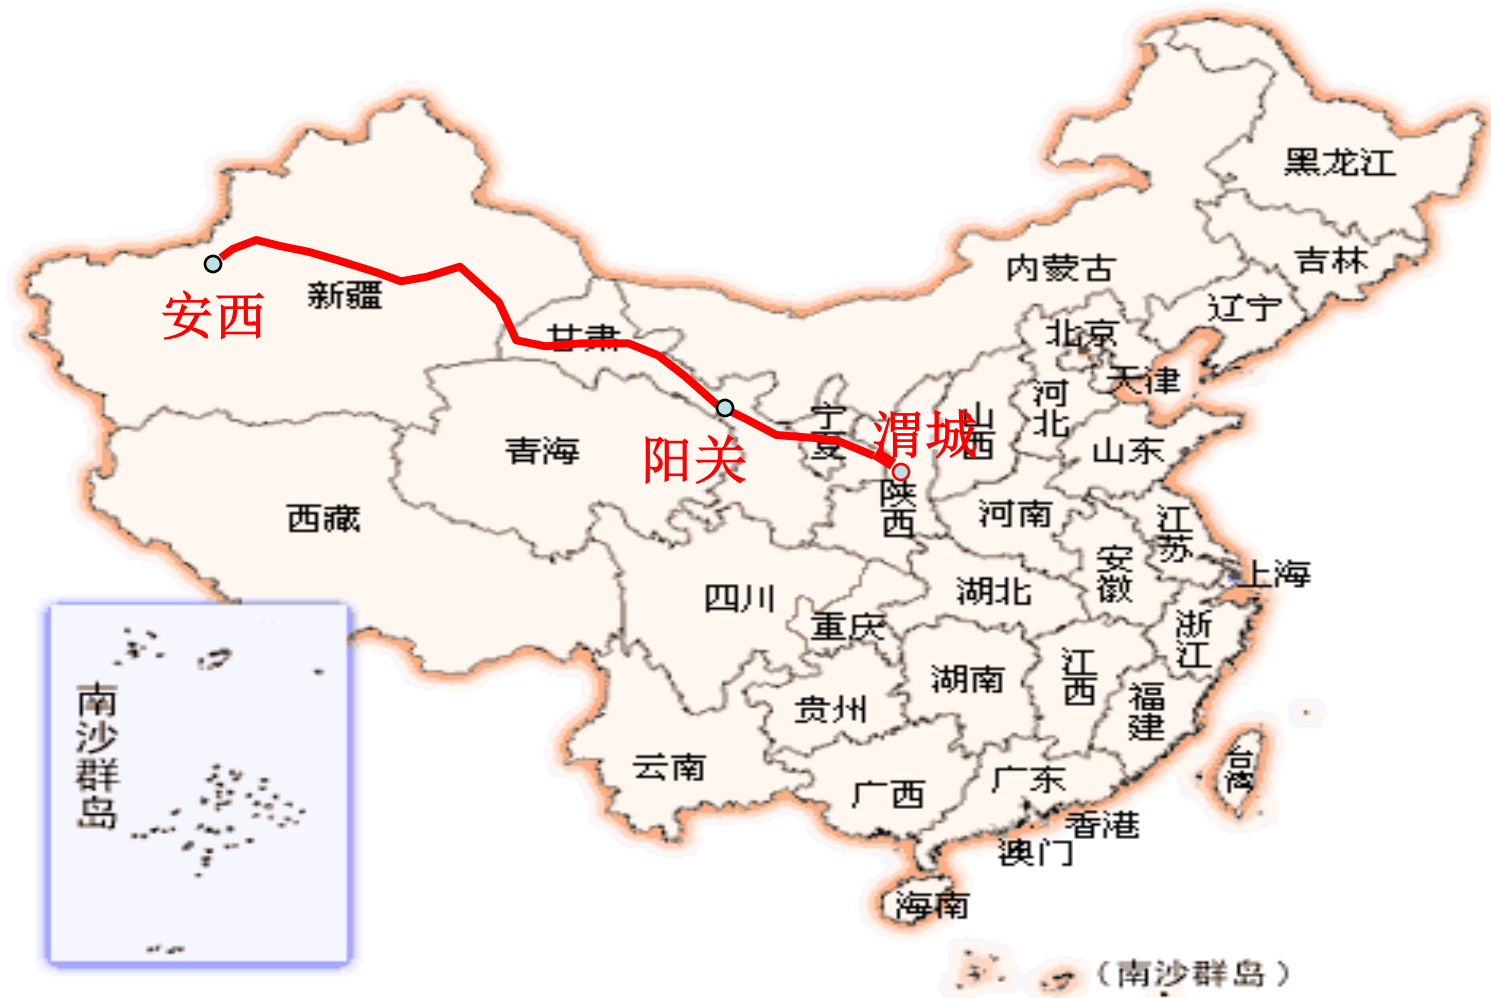 黑龙江
吉林
内蒙古
辽宁
北京
天津
新疆
安西
甘肃
河北
山西
宁夏
渭城
阳关
青海
山东
陕西
河南
江苏
西藏
安徽
上海
湖北
四川
重庆
浙江
江西
湖南
福建
贵州
南沙群岛
云南
广西
广东
台湾
香港
澳门
海南
（南沙群岛）